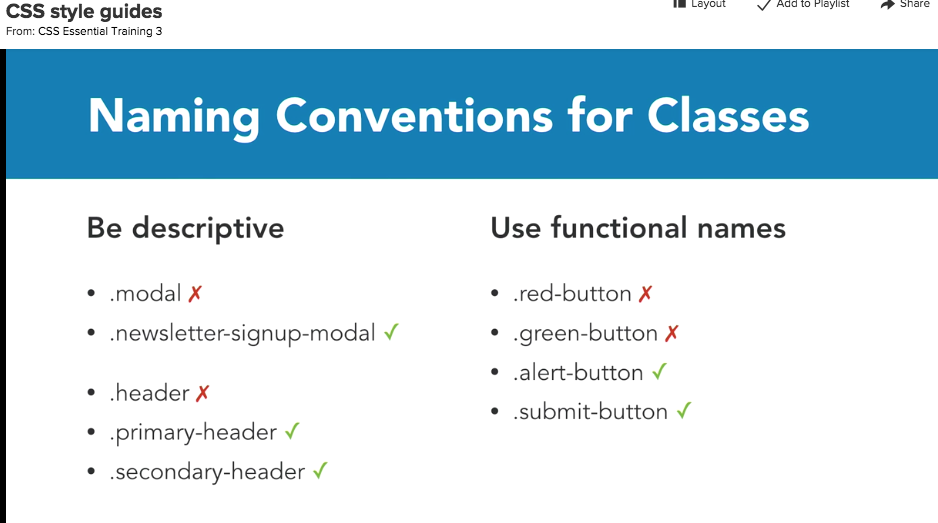 CSS style guides
From: CSS Essential Training 3
Layout
Add to Playlist
Share
Naming Conventions for Classes
Be descriptive
• .modal ✗
• .newsletter-signup-modal ✓
• .header ✗
• .primary-header ✓
• .secondary-header ✓
Use functional names
• .red-button ✗
• .green-button ✗
• .alert-button ✓
• .submit-button ✓